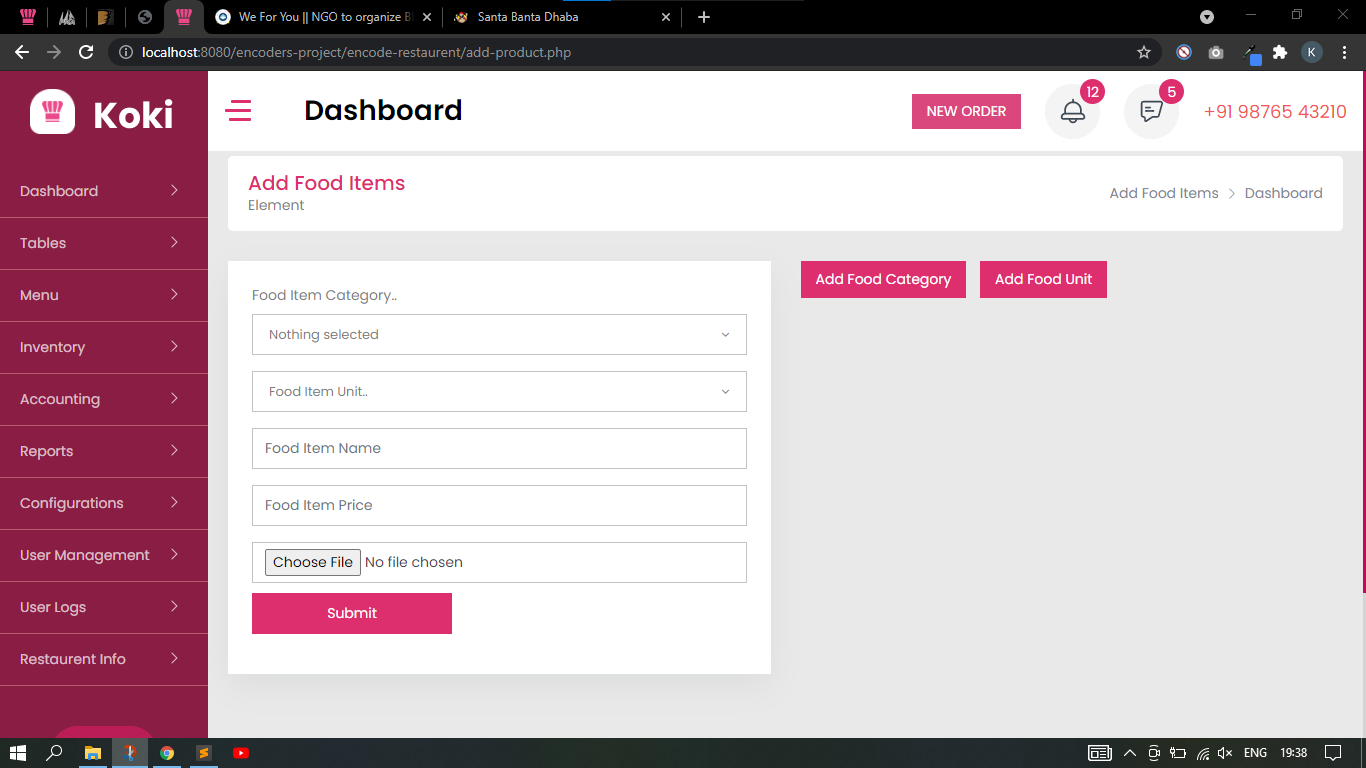 We For You || NGO to organize B
Santa Banta Dhaba
localhost:8080/encoders-project/encode-restaurent/add-product.php
K
Koki
Dashboard
NEW ORDER
12
5
+91 98765 43210
Dashboard
Tables
Menu
Inventory
Accounting
Reports
Configurations
User Management
User Logs
Restaurent Info
Add Food Items
Element
Add Food Items > Dashboard
Food Item Category..
Nothing selected
Food Item Unit..
Food Item Name
Food Item Price
Choose File No file chosen
Submit
Add Food Category
Add Food Unit
ENG
19:38